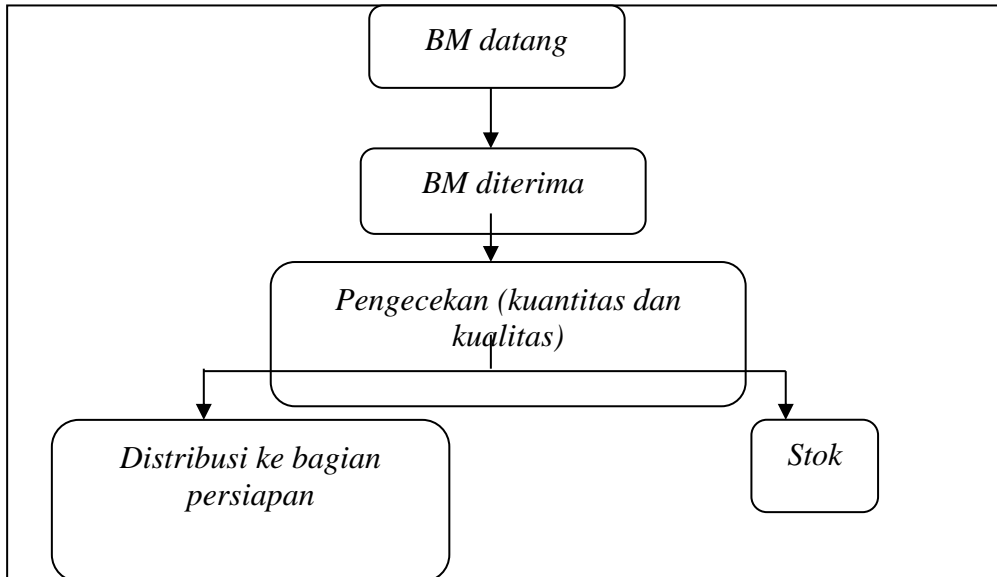 BM datang
BM diterima
Pengecekan (kuantitas dan
kualitas)
Distribusi ke bagian
persiapan
Stok